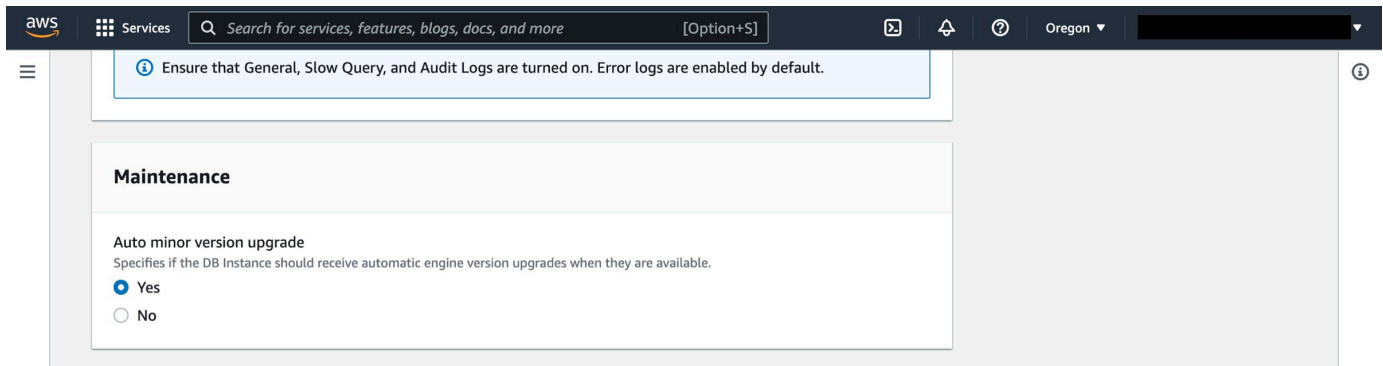 aws Services Search for services, features, blogs, docs, and more [Option+S] Oregon
Ensure that General, Slow Query, and Audit Logs are turned on. Error logs are enabled by default.
Maintenance
Auto minor version upgrade
Specifies if the DB Instance should receive automatic engine version upgrades when they are available.
Yes
No